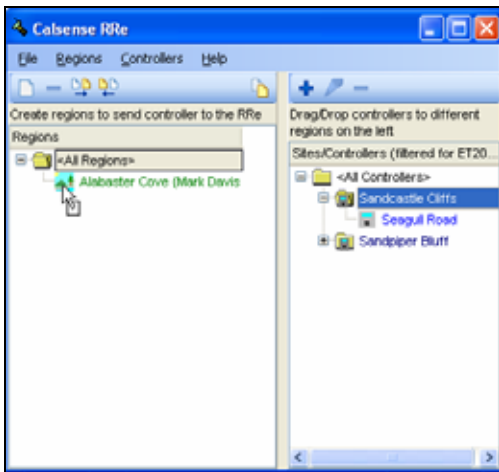 Calsense RRe
File Regions Controllers Help
Create regions to send controller to the RRe
Drag/Drop controllers to different
regions on the left
Regions
Sites/Controllers (filtered for ET20...
<All Regions>
Alabaster Cove (Mark Davis
<All Controllers>
Sandcastle Cliffs
Seagull Road
Sandpiper Bluff